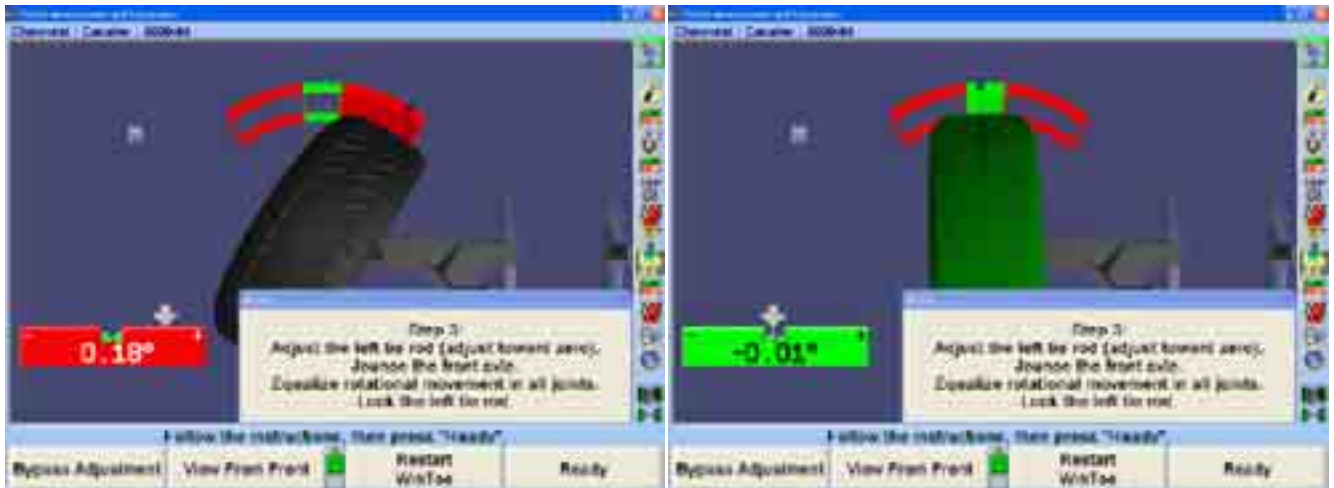 Chevrolet | Cavalier |
0.18°
Step 3:
Adjust the left tie rod (adjust toward zero).
Jounce the front axle.
Equalize rotational movement in all joints.
Lock the left tie rod
Follow the instructions, then press "Ready".
Bypass Adjustment
View From Front
Restart
WinToe
Ready
Chevrolet | Cavalier |
-0.01°
Step 3:
Adjust the left tie rod (adjust toward zero).
Jounce the front axle.
Equalize rotational movement in all joints.
Lock the left tie rod
Follow the instructions, then press "Ready".
Bypass Adjustment
View From Front
Restart
WinToe
Ready